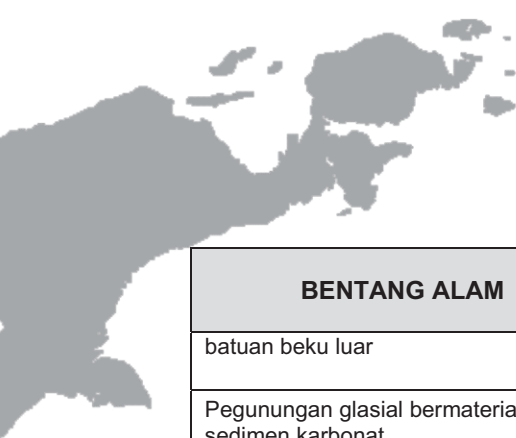 BENTANG ALAM
batuan beku luar
Pegunungan glasial bermateria
sedimen karbonat